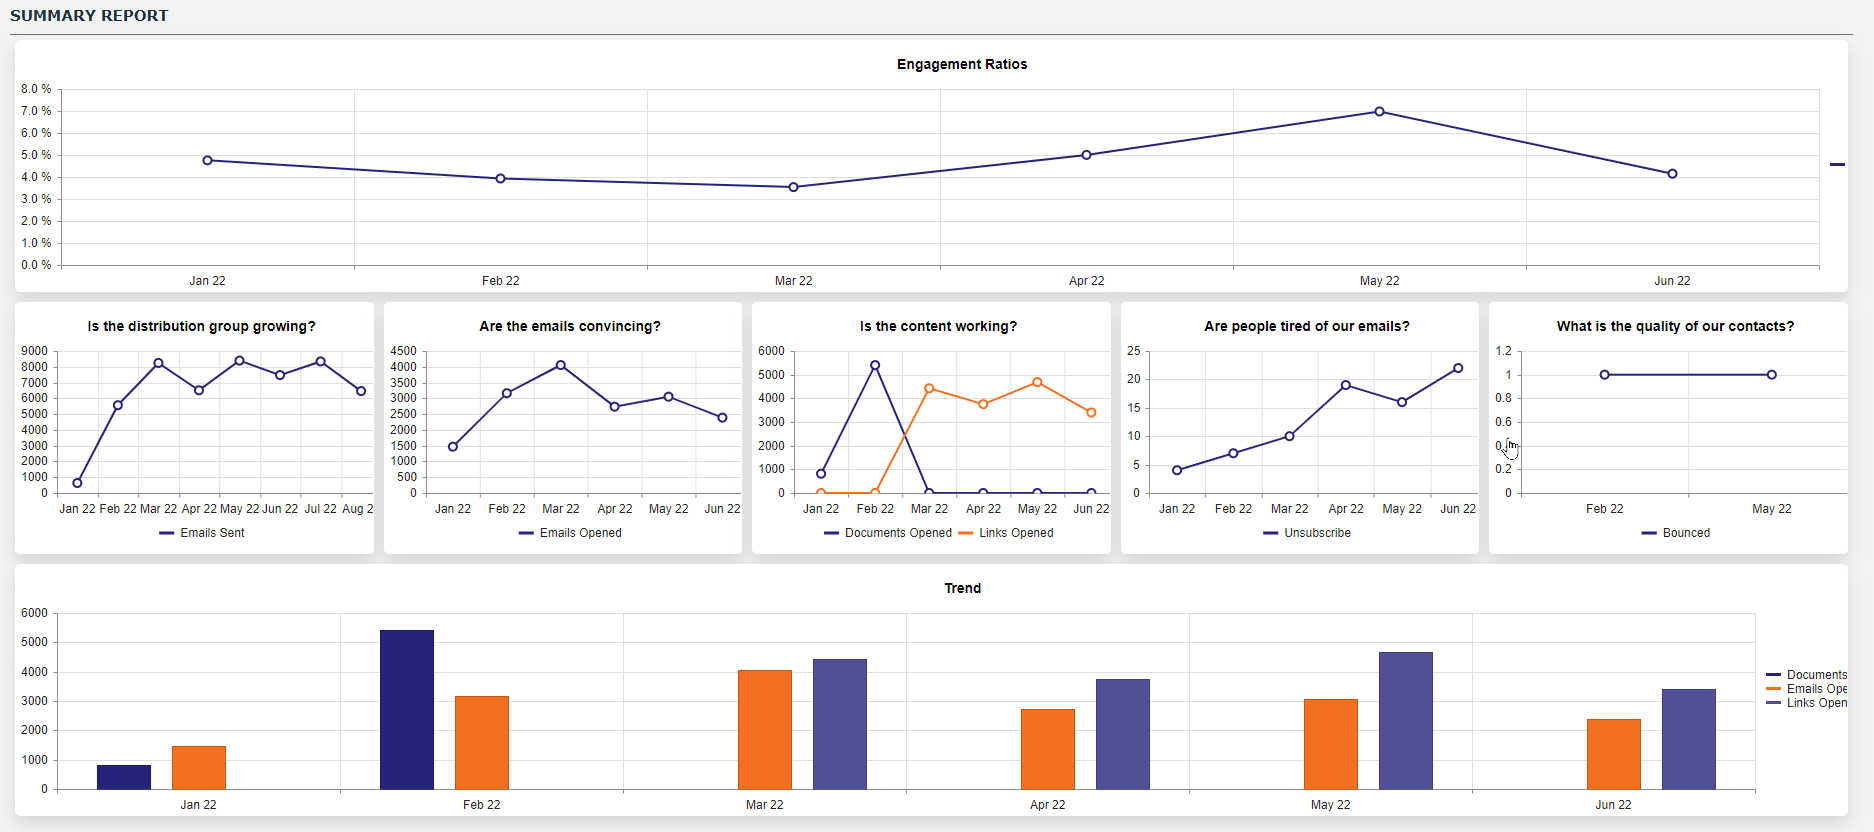 SUMMARY REPORT
Engagement Ratios
8.0 %
7.0 %
6.0 %
5.0 %
4.0 %
3.0 %
2.0 %
1.0 %
0.0 %
Jan 22 Feb 22 Mar 22 Apr 22 May 22 Jun 22
Is the distribution group growing?
9000
8000
7000
6000
5000
4000
3000
2000
1000
0
Jan 22 Feb 22 Mar 22 Apr 22 May 22 Jun 22 Jul 22 Aug 2
Emails Sent
Are the emails convincing?
4500
4000
3500
3000
2500
2000
1500
1000
500
0
Jan 22 Feb 22 Mar 22 Apr 22 May 22 Jun 22
Emails Opened
Is the content working?
6000
5000
4000
3000
2000
1000
0
Jan 22 Feb 22 Mar 22 Apr 22 May 22 Jun 22
Documents Opened Links Opened
Are people tired of our emails?
25
20
15
10
5
0
Jan 22 Feb 22 Mar 22 Apr 22 May 22 Jun 22
Unsubscribe
What is the quality of our contacts?
1.2
1
0.8
0.6
0.2
0
Feb 22 May 22
Bounced
Trend
6000
5000
4000
3000
2000
1000
0
Jan 22 Feb 22 Mar 22 Apr 22 May 22 Jun 22
Documents
Emails Ope
Links Open